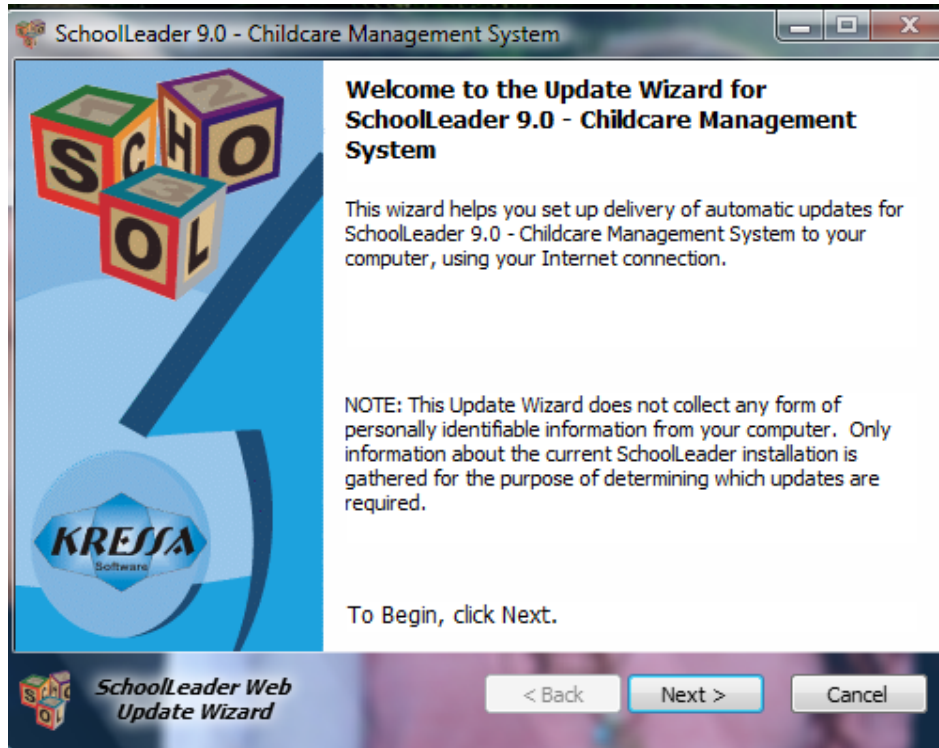 SchoolLeader 9.0 - Childcare Management System
Welcome to the Update Wizard for
SchoolLeader 9.0 - Childcare Management
System
This wizard helps you set up delivery of automatic updates for
SchoolLeader 9.0 - Childcare Management System to your
computer, using your Internet connection.
NOTE: This Update Wizard does not collect any form of
personally identifiable information from your computer.  Only
information about the current SchoolLeader installation is
gathered for the purpose of determining which updates are
required.
To Begin, click Next.
1 2
S C H O
3
O L
KRESSA
Software
SchoolLeader Web
Update Wizard
< Back Next > Cancel